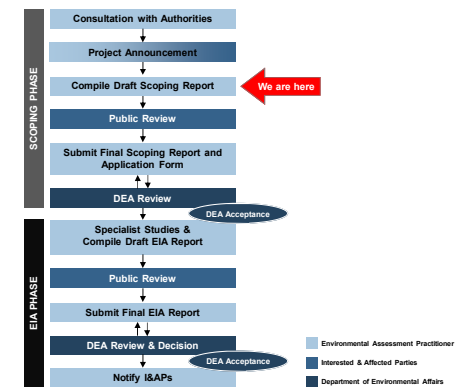 SCOPING PHASE
Consultation with Authorities
Project Announcement
Compile Draft Scoping Report
We are here
Public Review
Submit Final Scoping Report and
Application Form
DEA Review
DEA Acceptance
EIA PHASE
Specialist Studies &
Compile Draft EIA Report
Public Review
Submit Final EIA Report
DEA Review & Decision
DEA Acceptance
Notify I&APs
Environmental Assessment Practitioner
Interested & Affected Parties
Department of Environmental Affairs